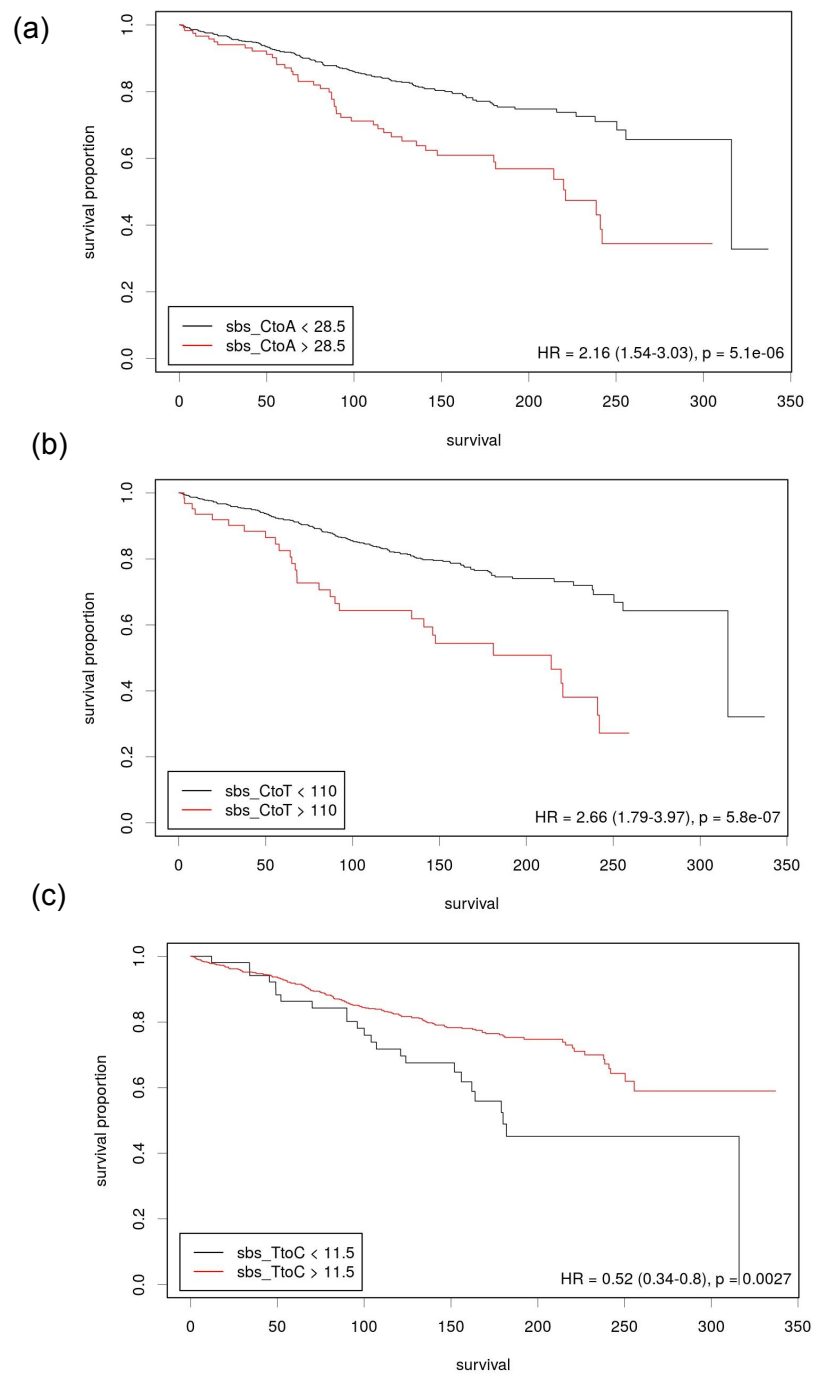 (a)
survival proportion
1.0
0.8
0.6
0.4
0.2
0.0
sbs_CtoA < 28.5
sbs_CtoA > 28.5
HR = 2.16 (1.54-3.03), p = 5.1e-06
0 50 100 150 200 250 300 350
survival
(b)
survival proportion
1.0
0.8
0.6
0.4
0.2
0.0
sbs_CtoT < 110
sbs_CtoT > 110
HR = 2.66 (1.79-3.97), p = 5.8e-07
0 50 100 150 200 250 300 350
survival
(c)
survival proportion
1.0
0.8
0.6
0.4
0.2
0.0
sbs_TtoC < 11.5
sbs_TtoC > 11.5
HR = 0.52 (0.34-0.8), p = 0.0027
0 50 100 150 200 250 300 350
survival